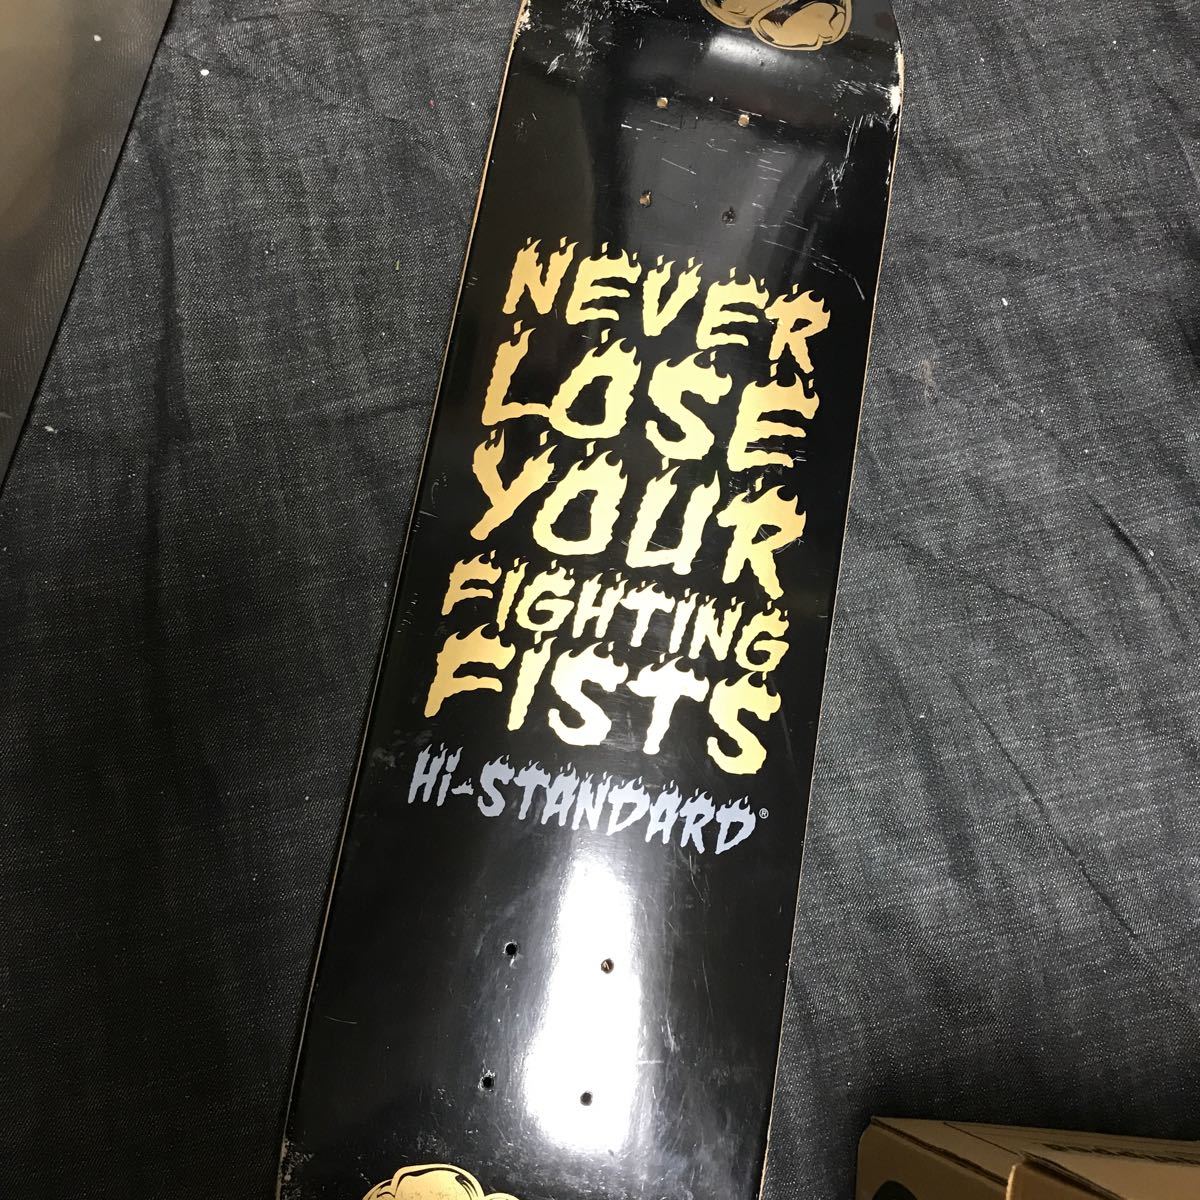 NEVER
LOSE
YOUR
FIGHTING
FISTS
Hi-STANDARD®